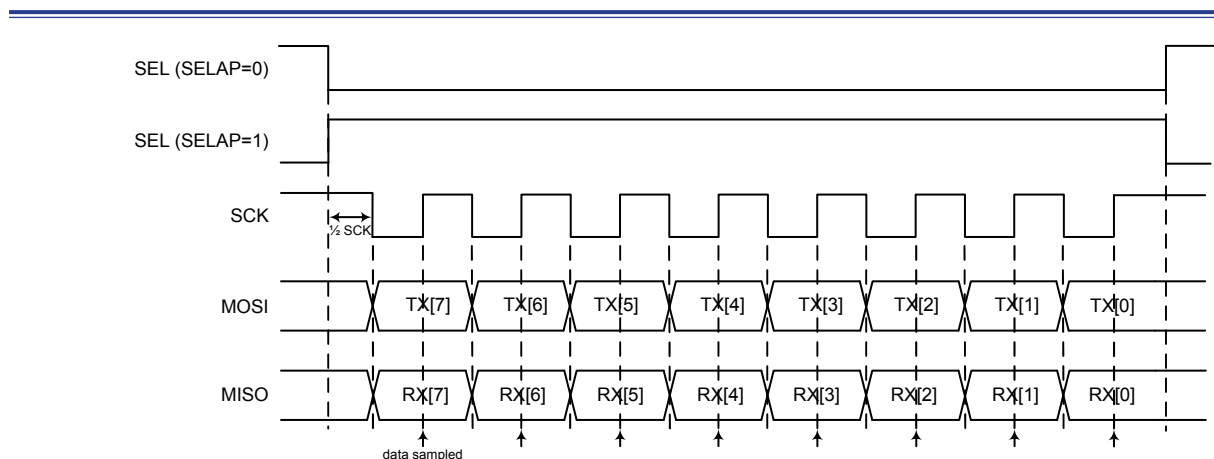 SEL (SELAP=0)
SEL (SELAP=1)
SCK
½ SCK
MOSI
TX[7] TX[6] TX[5] TX[4] TX[3] TX[2] TX[1] TX[0]
MISO
RX[7] RX[6] RX[5] RX[4] RX[3] RX[2] RX[1] RX[0]
data sampled